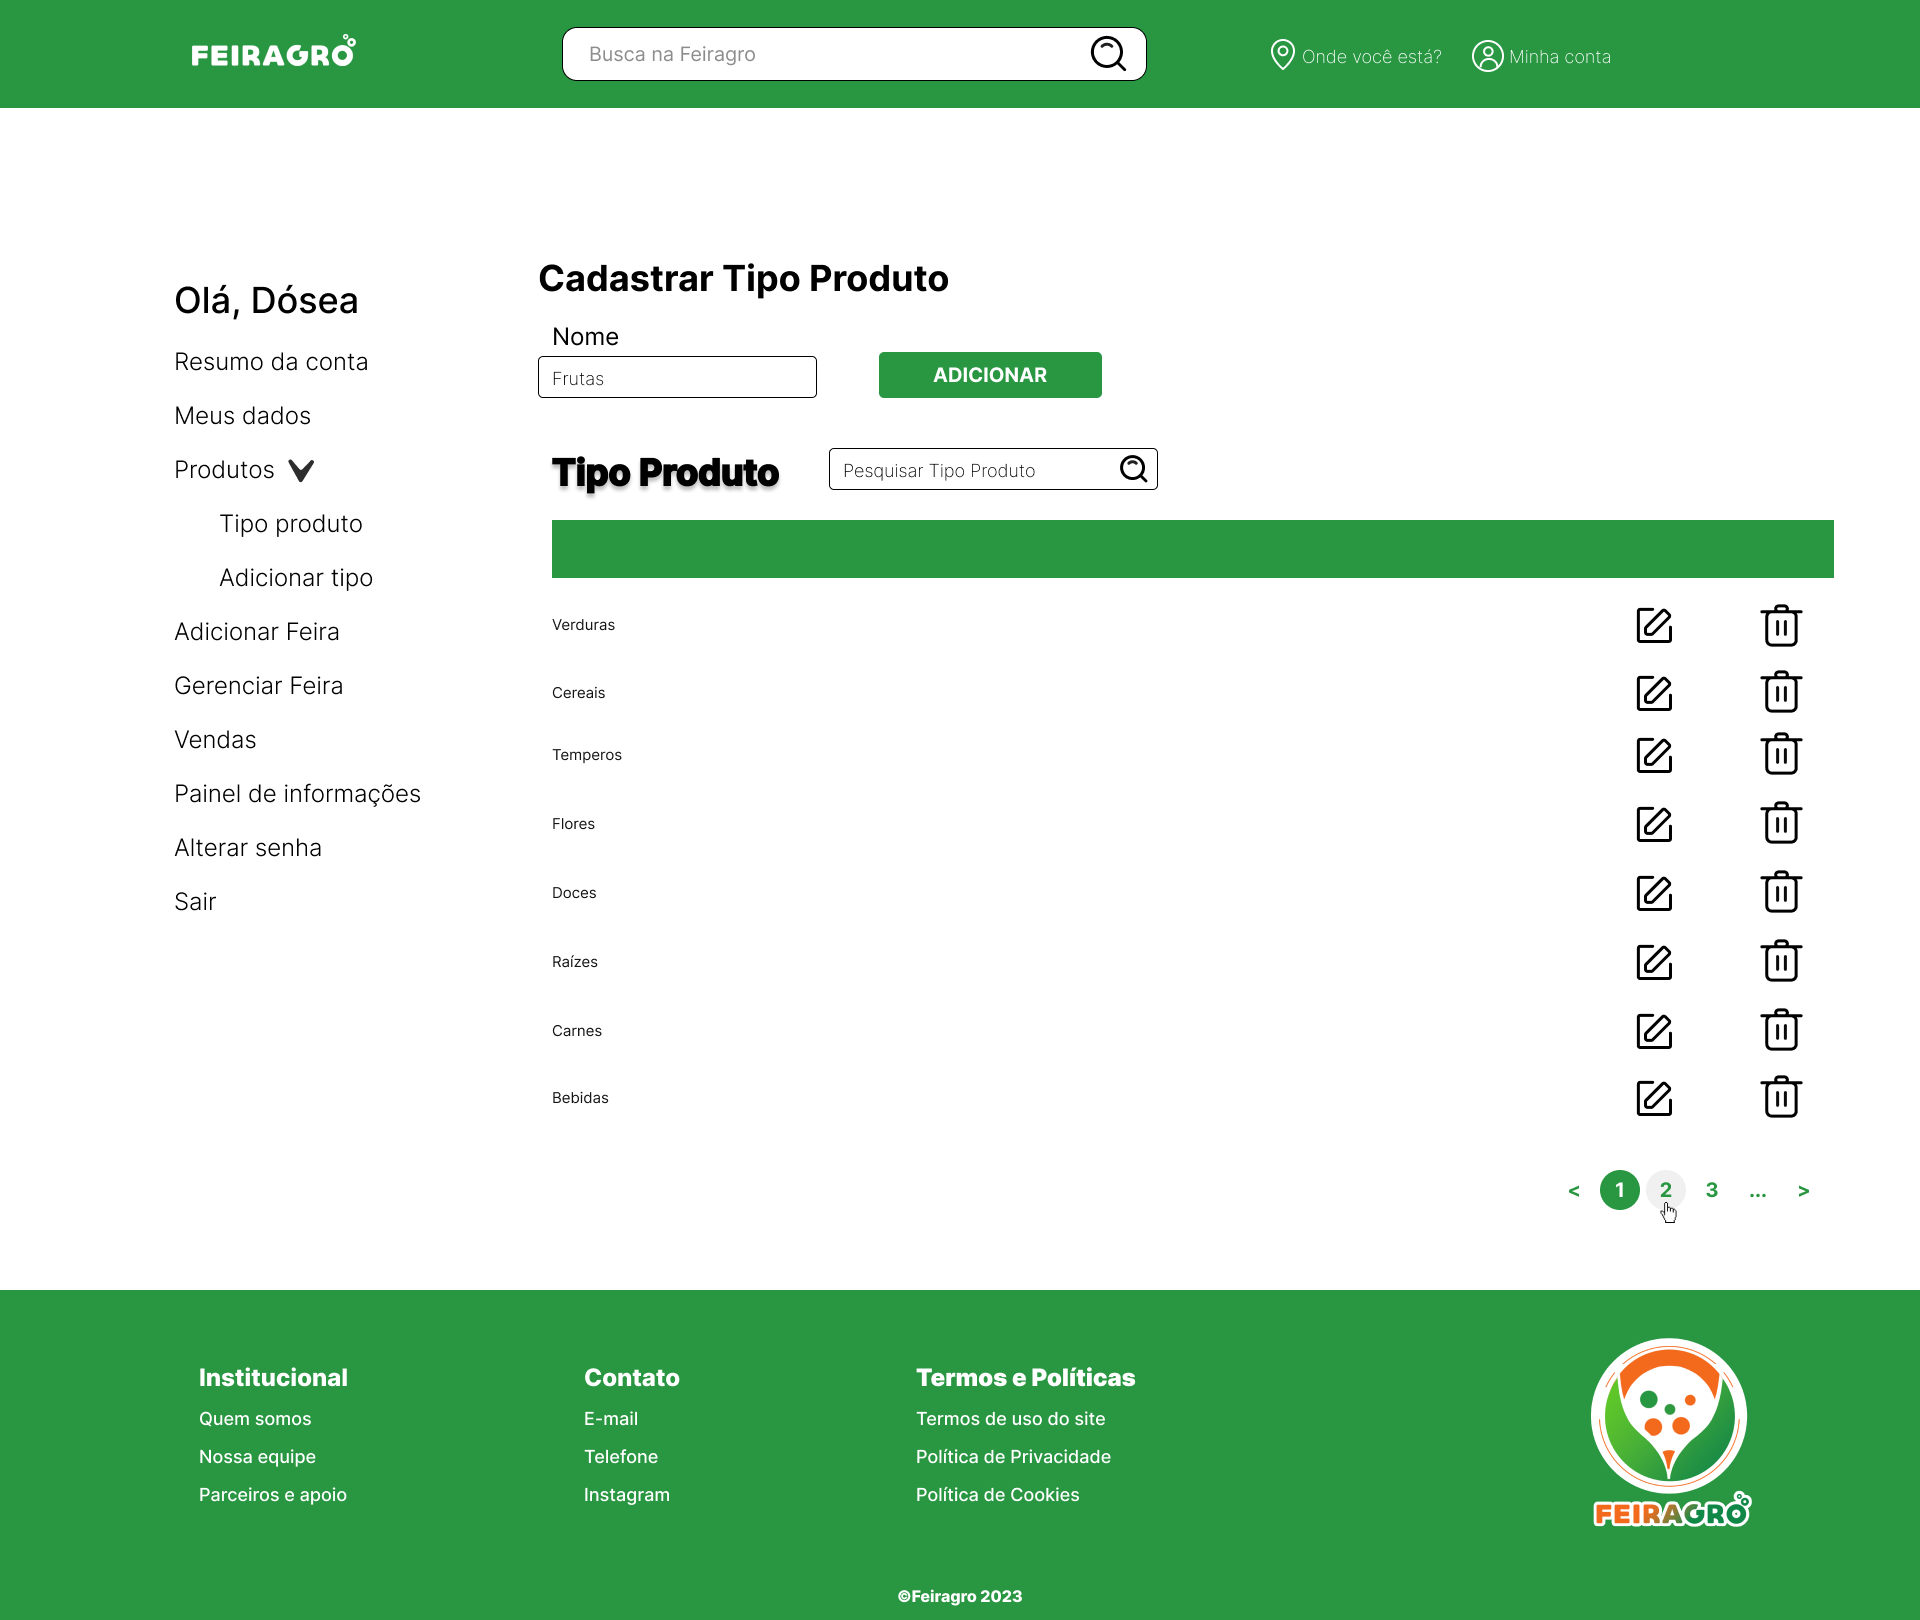 FEIRAGRO
Busca na Feiragro
Onde você está?
Minha conta
Olá, Dósea
Resumo da conta
Meus dados
Produtos
Tipo produto
Adicionar tipo
Adicionar Feira
Gerenciar Feira
Vendas
Painel de informações
Alterar senha
Sair
Cadastrar Tipo Produto
Nome
Frutas
ADICIONAR
Tipo Produto
Pesquisar Tipo Produto
Verduras
Cereais
Temperos
Flores
Doces
Raízes
Carnes
Bebidas
< 1 2 3 ... >
Institucional
Quem somos
Nossa equipe
Parceiros e apoio
Contato
E-mail
Telefone
Instagram
Termos e Políticas
Termos de uso do site
Política de Privacidade
Política de Cookies
FEIRAGRO
©Feiragro 2023